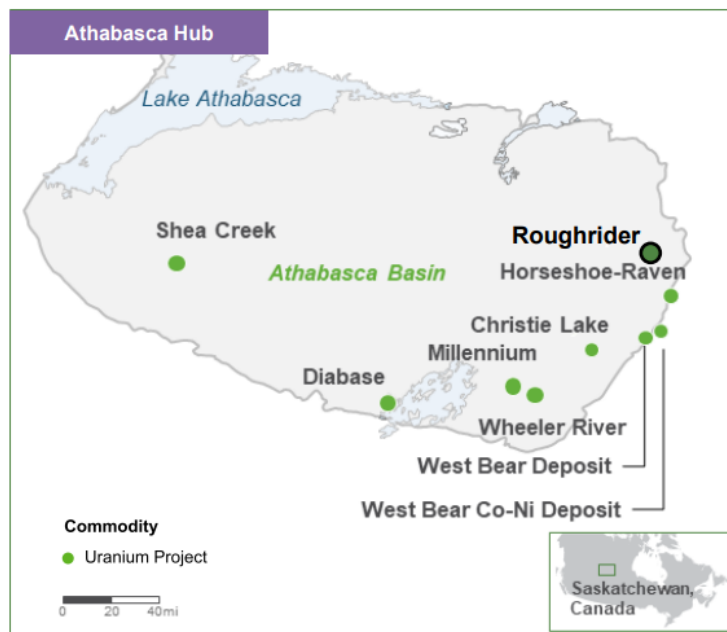 Athabasca Hub
Lake Athabasca
Shea Creek
Roughrider
Athabasca Basin
Horseshoe-Raven
Christie Lake
Millennium
Diabase
Wheeler River
West Bear Deposit
West Bear Co-Ni Deposit
Commodity
Uranium Project
0 20 40mi
Saskatchewan,
Canada